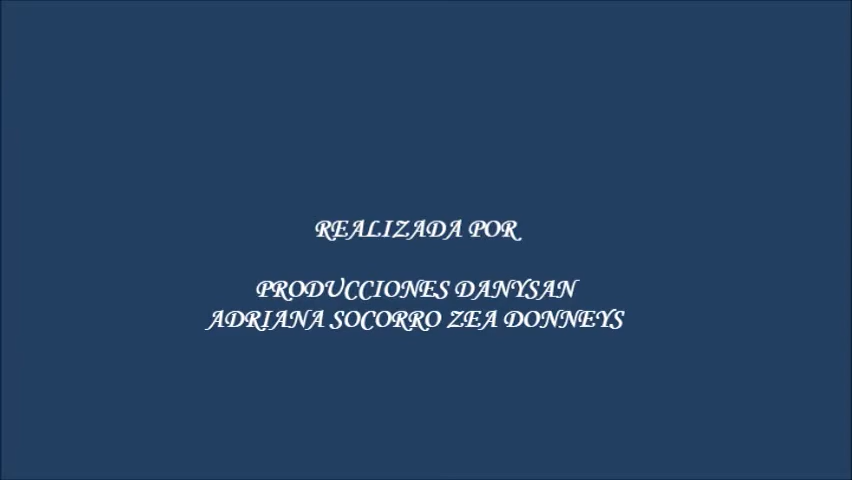 REALIZADA POR
PRODUCCIONES DANYSAN
ADRIANA SOCORRO ZEA DONNEYS